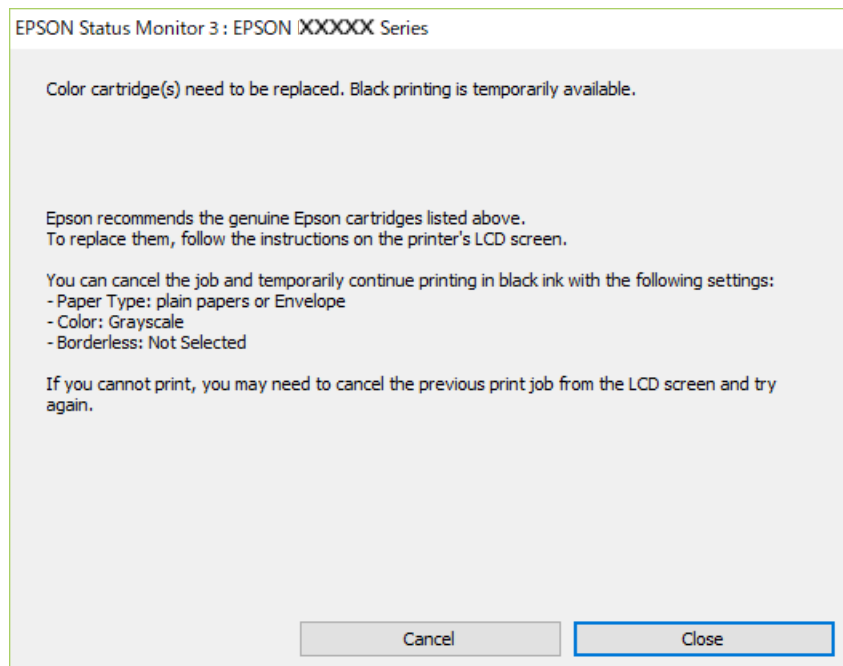 EPSON Status Monitor 3 : EPSON XXXXX Series
Color cartridge(s) need to be replaced. Black printing is temporarily available.
Epson recommends the genuine Epson cartridges listed above.
To replace them, follow the instructions on the printer's LCD screen.
You can cancel the job and temporarily continue printing in black ink with the following settings:
- Paper Type: plain papers or Envelope
- Color: Grayscale
- Borderless: Not Selected
If you cannot print, you may need to cancel the previous print job from the LCD screen and try
again.
Cancel
Close